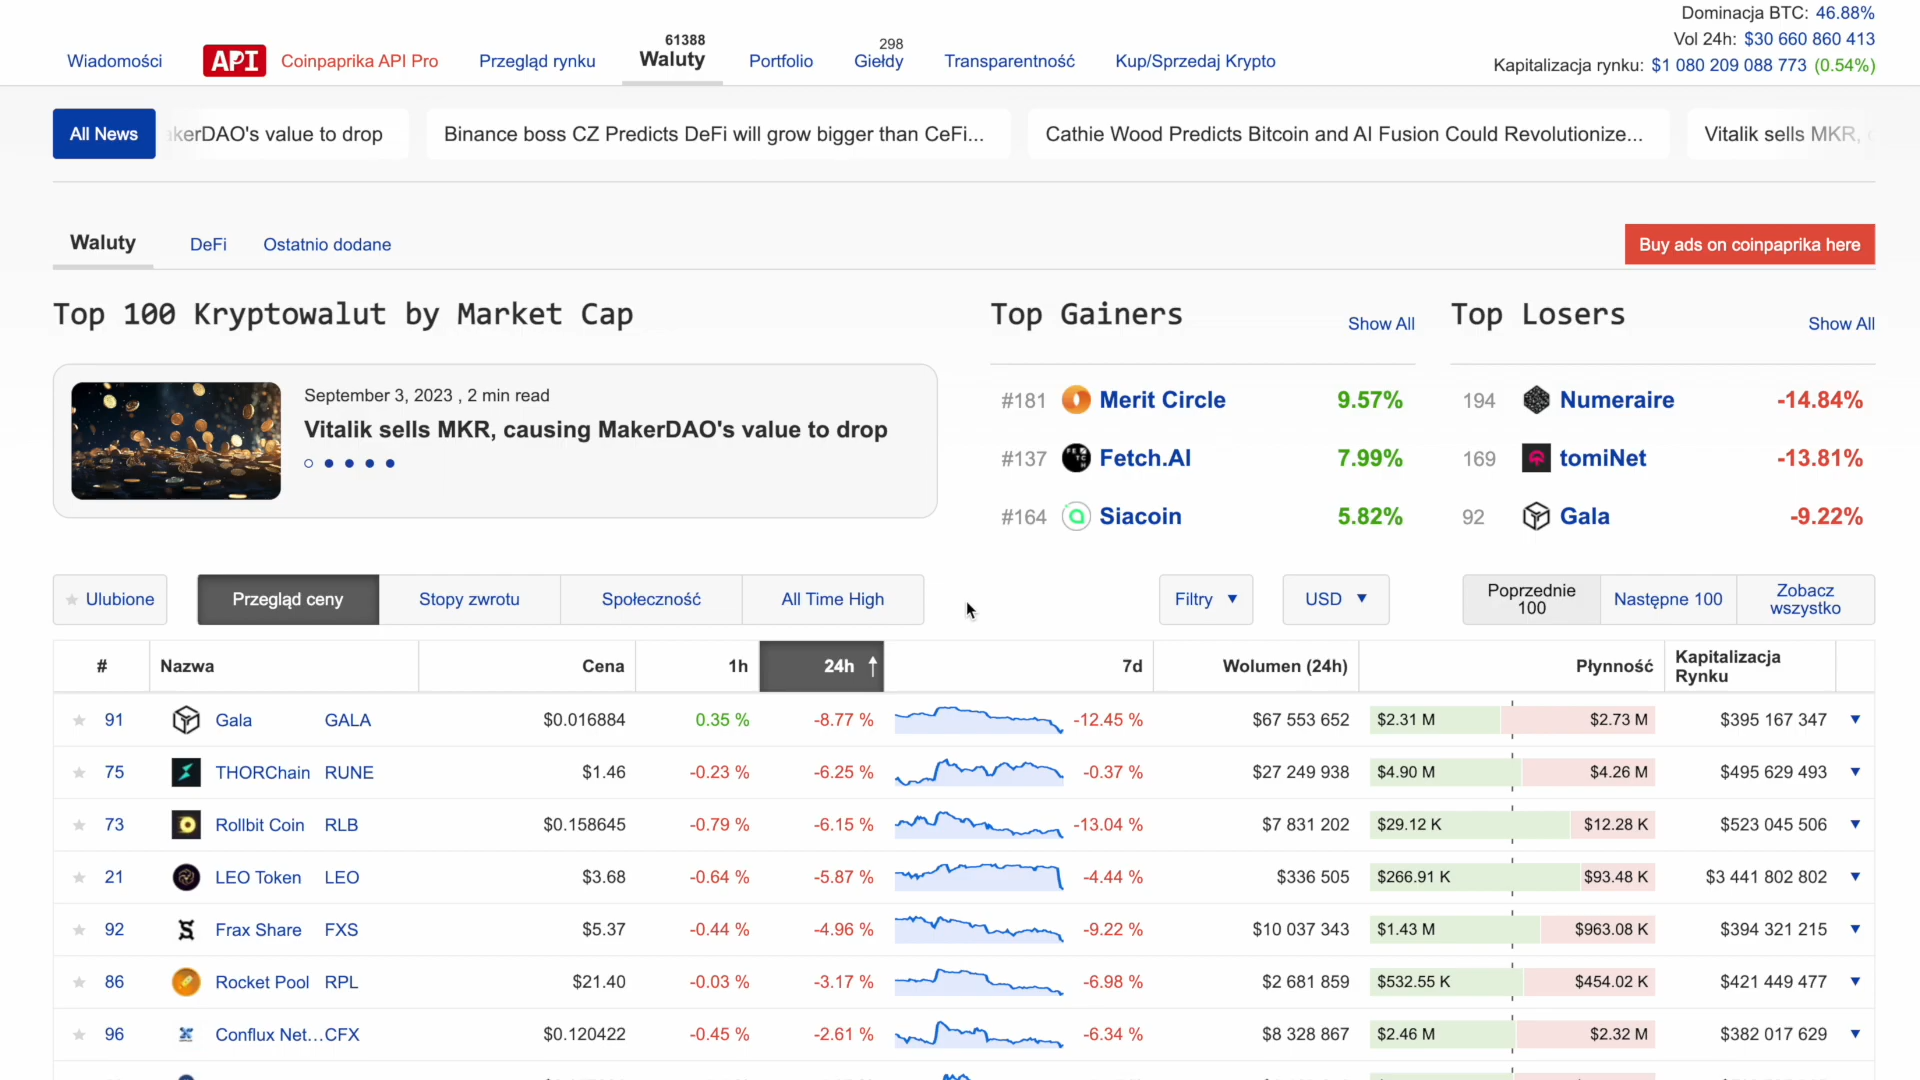 Dominacja BTC: 46.88%
Vol 24h: $30 660 860 413
Kapitalizacja rynku: $1 080 209 088 773 (0.54%)
Wiadomości API Coinpaprika API Pro Przegląd rynku Waluty 61388 Portfolio Giełdy 298 Transparentność Kup/Sprzedaj Krypto
All News akerDAO's value to drop Binance boss CZ Predicts DeFi will grow bigger than CeFi... Cathie Wood Predicts Bitcoin and AI Fusion Could Revolutionize... Vitalik sells MKR,
Waluty DeFi Ostatnio dodane Buy ads on coinpaprika here
Top 100 Kryptowalut by Market Cap
September 3, 2023 , 2 min read
Vitalik sells MKR, causing MakerDAO's value to drop
Top Gainers Show All
#181 Merit Circle 9.57%
#137 Fetch.AI 7.99%
#164 Siacoin 5.82%
Top Losers Show All
194 Numeraire -14.84%
169 tomiNet -13.81%
92 Gala -9.22%
Ulubione Przegląd ceny Stopy zwrotu Społeczność All Time High Filtry USD Poprzednie 100 Następne 100 Zobacz wszystko
# Nazwa Cena 1h 24h ↑ 7d Wolumen (24h) Płynność Kapitalizacja Rynku
91 Gala GALA $0.016884 0.35 % -8.77 % -12.45 % $67 553 652 $2.31 M $2.73 M $395 167 347
75 THORChain RUNE $1.46 -0.23 % -6.25 % -0.37 % $27 249 938 $4.90 M $4.26 M $495 629 493
73 Rollbit Coin RLB $0.158645 -0.79 % -6.15 % -13.04 % $7 831 202 $29.12 K $12.28 K $523 045 506
21 LEO Token LEO $3.68 -0.64 % -5.87 % -4.44 % $336 505 $266.91 K $93.48 K $3 441 802 802
92 Frax Share FXS $5.37 -0.44 % -4.96 % -9.22 % $10 037 343 $1.43 M $963.08 K $394 321 215
86 Rocket Pool RPL $21.40 -0.03 % -3.17 % -6.98 % $2 681 859 $532.55 K $454.02 K $421 449 477
96 Conflux Net... CFX $0.120422 -0.45 % -2.61 % -6.34 % $8 328 867 $2.46 M $2.32 M $382 017 629